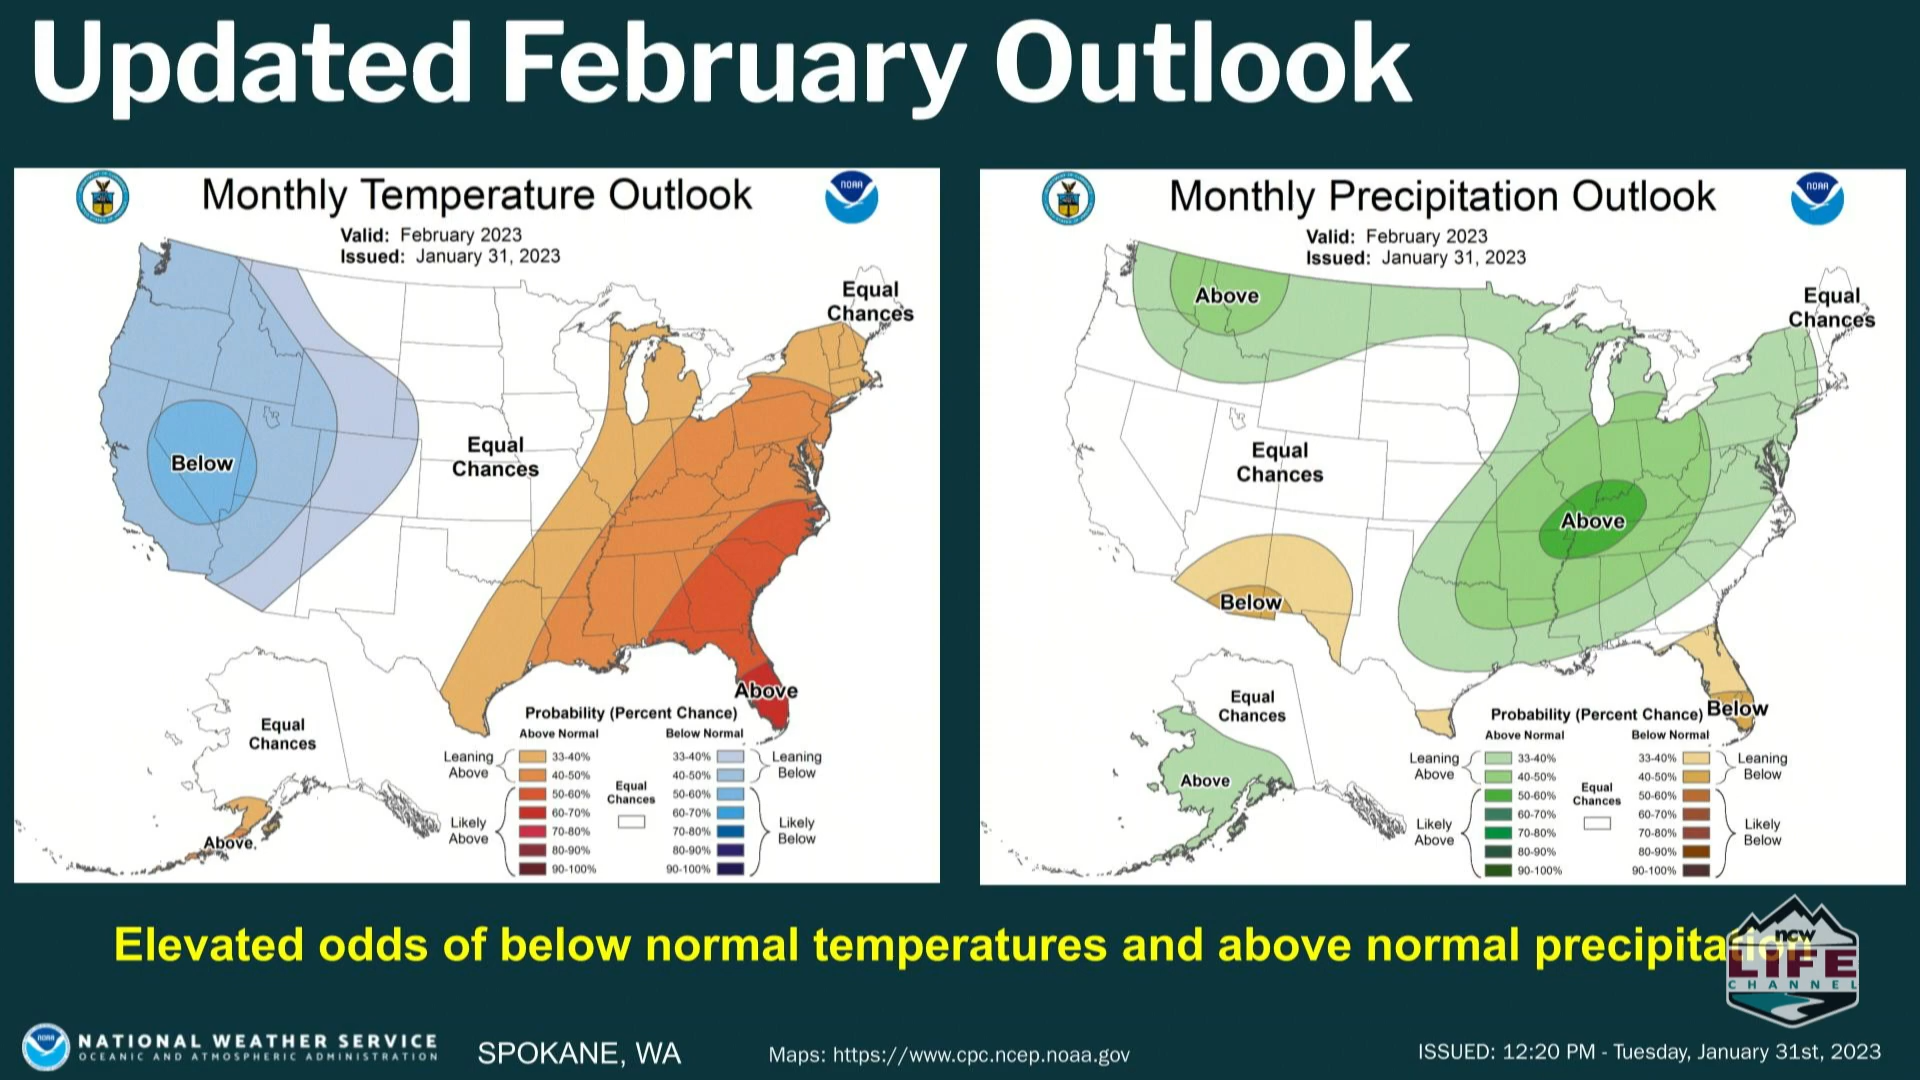 Updated February Outlook
Monthly Temperature Outlook
NOAA
Valid: February 2023
Issued: January 31, 2023
Equal
Chances
Below
Equal
Chances
Above
Equal
Chances
Above
Probability (Percent Chance)
Above Normal
Below Normal
Leaning
Above
33-40%
40-50%
50-60%
60-70%
70-80%
80-90%
90-100%
Likely
Above
Equal
Chances
33-40%
40-50%
50-60%
60-70%
70-80%
80-90%
90-100%
Leaning
Below
Likely
Below
Monthly Precipitation Outlook
NOAA
Valid: February 2023
Issued: January 31, 2023
Above
Equal
Chances
Equal
Chances
Above
Below
Equal
Chances
Above
Below
Probability (Percent Chance)
Above Normal
Below Normal
Leaning
Above
33-40%
40-50%
50-60%
60-70%
70-80%
80-90%
90-100%
Likely
Above
Equal
Chances
33-40%
40-50%
50-60%
60-70%
70-80%
80-90%
90-100%
Leaning
Below
Likely
Below
Elevated odds of below normal temperatures and above normal precipitation
ncw
LIFE
CHANNEL
NOAA
NATIONAL WEATHER SERVICE
OCEANIC AND ATMOSPHERIC ADMINISTRATION
SPOKANE, WA
Maps: https://www.cpc.ncep.noaa.gov
ISSUED: 12:20 PM - Tuesday, January 31st, 2023